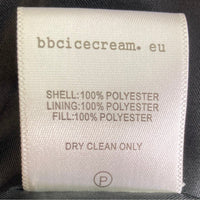 bbcicecream. eu
SHELL:100% POLYESTER
LINING:100% POLYESTER
FILL:100% POLYESTER
DRY CLEAN ONLY
P